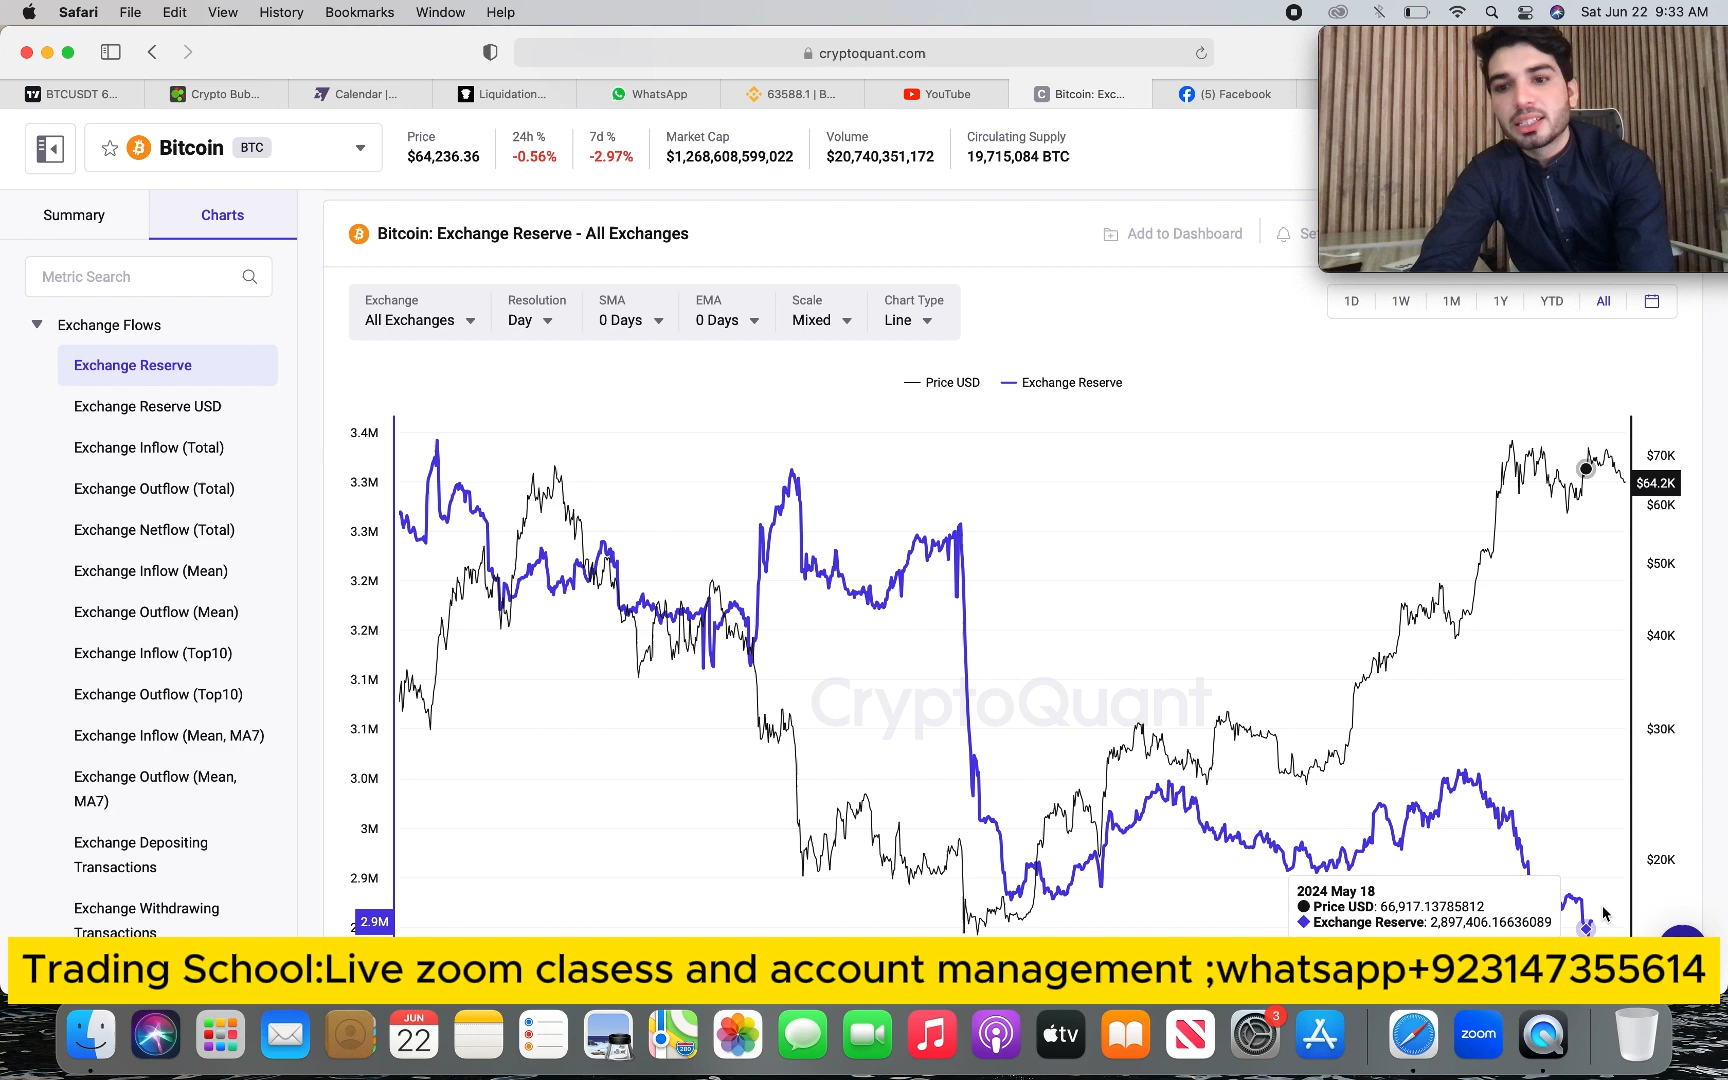 Safari File Edit View History Bookmarks Window Help Sat Jun 22 9:33 AM
cryptoquant.com
BTCUSDT 6... Crypto Bub... Calendar |... Liquidation... WhatsApp 63588.1 | B... YouTube Bitcoin: Exc... (5) Facebook
Bitcoin BTC
Price 24h % 7d % Market Cap Volume Circulating Supply
$64,236.36 -0.56% -2.97% $1,268,608,599,022 $20,740,351,172 19,715,084 BTC
Summary Charts
Metric Search
Exchange Flows
Exchange Reserve
Exchange Reserve USD
Exchange Inflow (Total)
Exchange Outflow (Total)
Exchange Netflow (Total)
Exchange Inflow (Mean)
Exchange Outflow (Mean)
Exchange Inflow (Top10)
Exchange Outflow (Top10)
Exchange Inflow (Mean, MA7)
Exchange Outflow (Mean,
MA7)
Exchange Depositing
Transactions
Exchange Withdrawing
Transactions
Bitcoin: Exchange Reserve - All Exchanges
Add to Dashboard
Exchange Resolution SMA EMA Scale Chart Type
All Exchanges Day 0 Days 0 Days Mixed Line
1D 1W 1M 1Y YTD All
Price USD Exchange Reserve
3.4M
3.3M
3.3M
3.2M
3.2M
3.1M
3.1M
3.0M
3M
2.9M
2.9M
$70K
$64.2K
$60K
$50K
$40K
$30K
$20K
CryptoQuant
2024 May 18
Price USD: 66,917.13785812
Exchange Reserve: 2,897,406.16636089
Trading School:Live zoom clasess and account management ;whatsapp+923147355614
JUN
22
tv
3
zoom